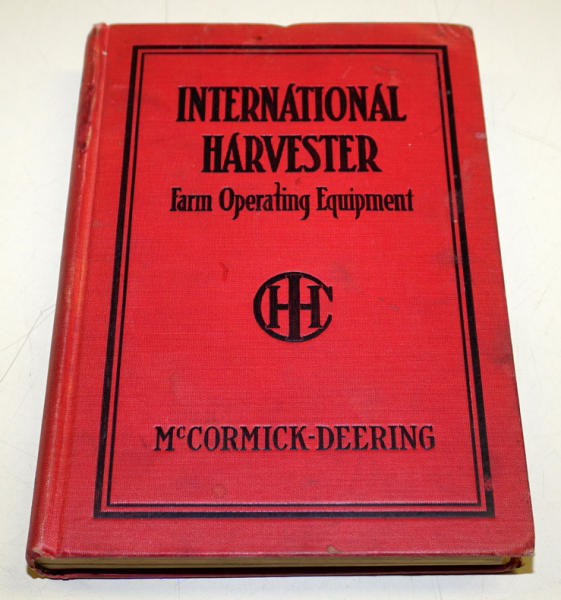 INTERNATIONAL
HARVESTER
Farm Operating Equipment
IHC
McCORMICK-DEERING